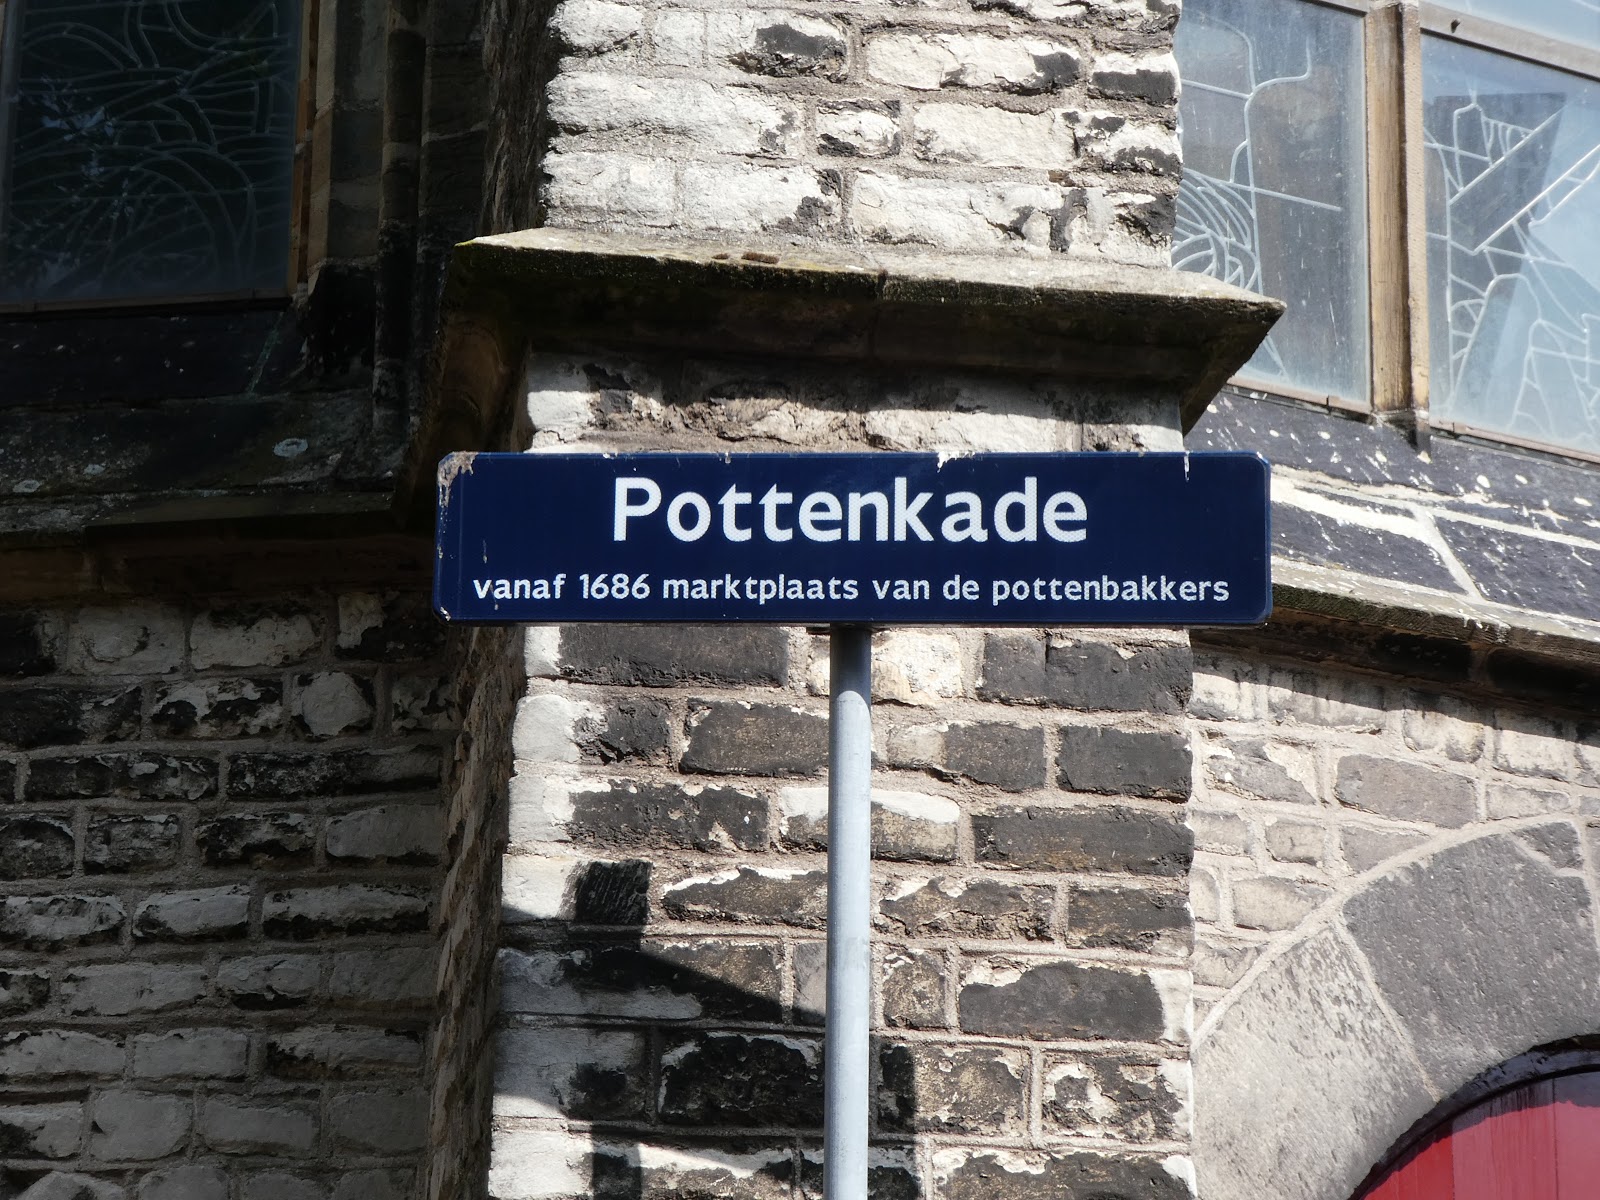 Pottenkade
vanaf 1686 marktplaats van de pottenbakkers